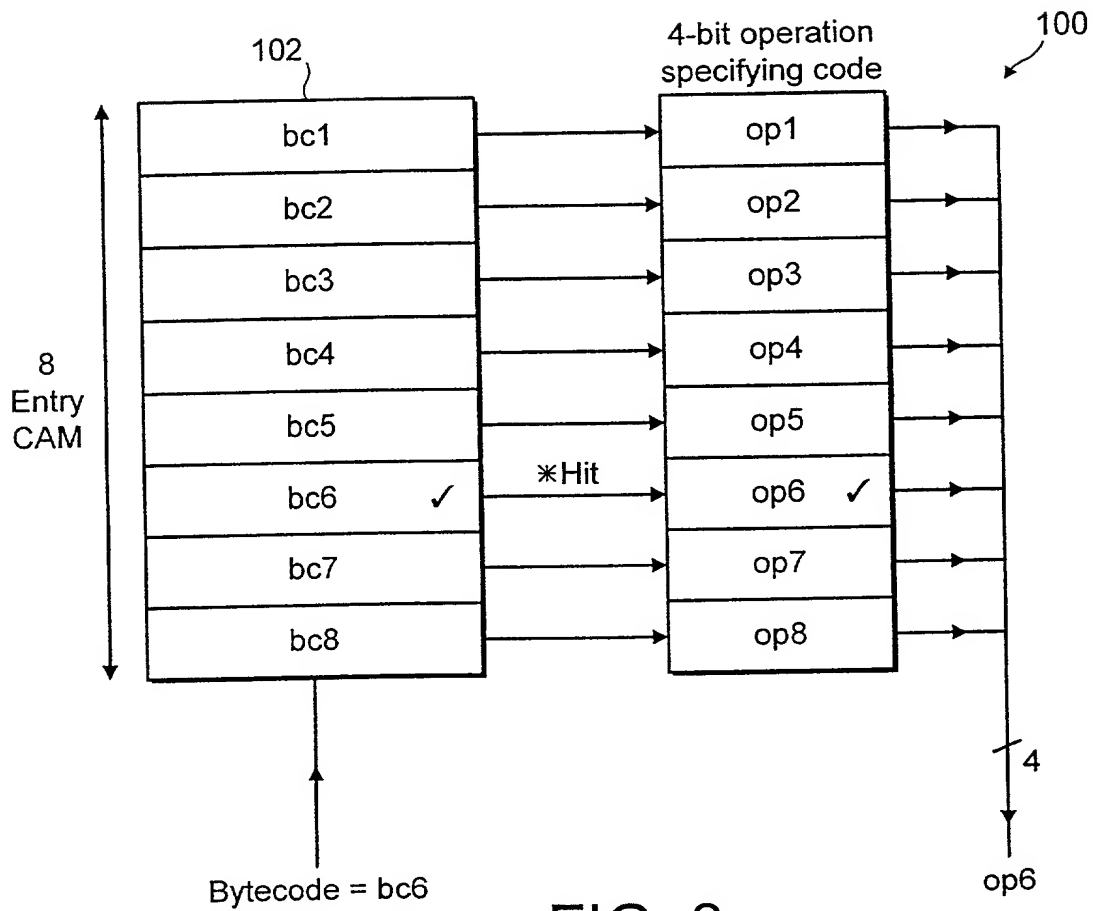 100
102
4-bit operation
specifying code
bc1
op1
bc2
op2
bc3
op3
bc4
op4
8
Entry
CAM
bc5
op5
*Hit
bc6 ✓
op6 ✓
bc7
op7
bc8
op8
4
Bytecode = bc6
op6